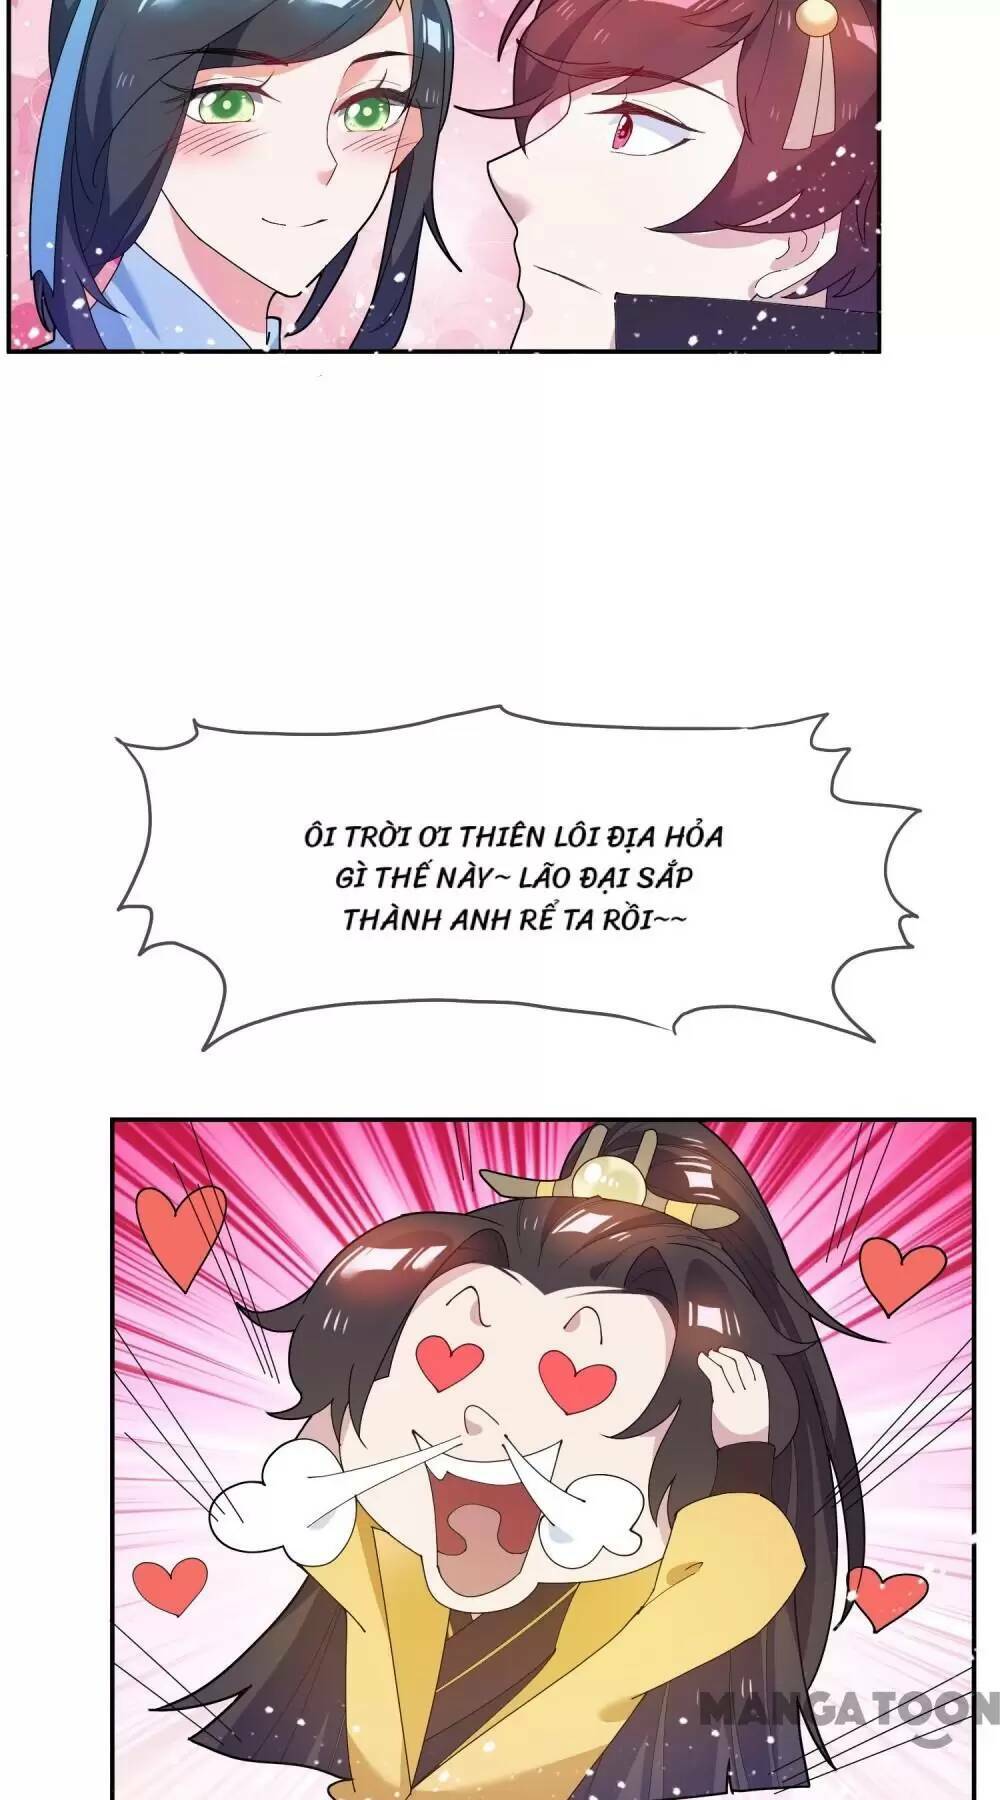 ÔI TRỜI ƠI THIÊN LÔI ĐỊA HỎA
GÌ THẾ NÀY~ LÃO ĐẠI SẮP
THÀNH ANH RỂ TA RỒI~~
MANGATOON